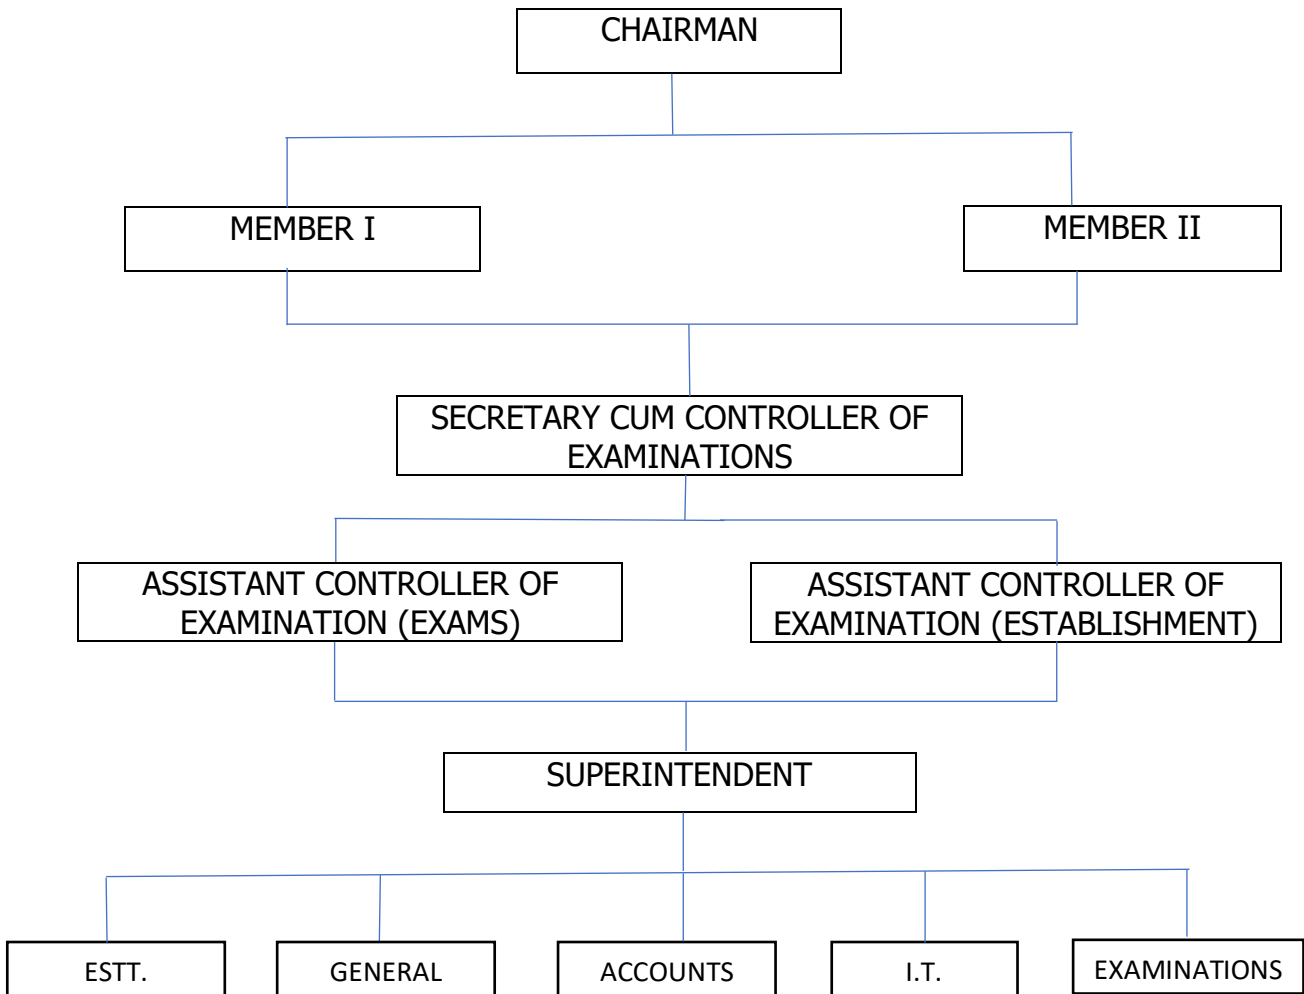 CHAIRMAN
MEMBER I
MEMBER II
SECRETARY CUM CONTROLLER OF
EXAMINATIONS
ASSISTANT CONTROLLER OF
EXAMINATION (EXAMS)
ASSISTANT CONTROLLER OF
EXAMINATION (ESTABLISHMENT)
SUPERINTENDENT
ESTT.
GENERAL
ACCOUNTS
I.T.
EXAMINATIONS